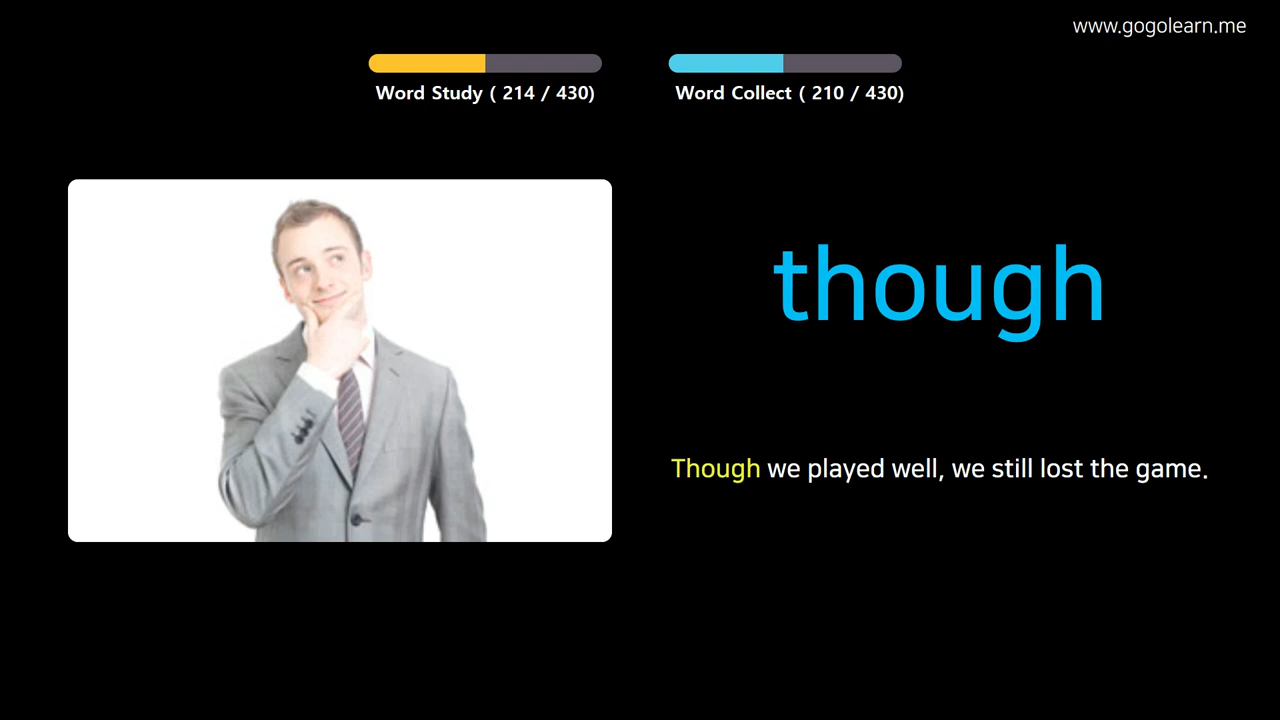 www.gogolearn.me
Word Study ( 214 / 430)
Word Collect ( 210 / 430)
though
Though we played well, we still lost the game.